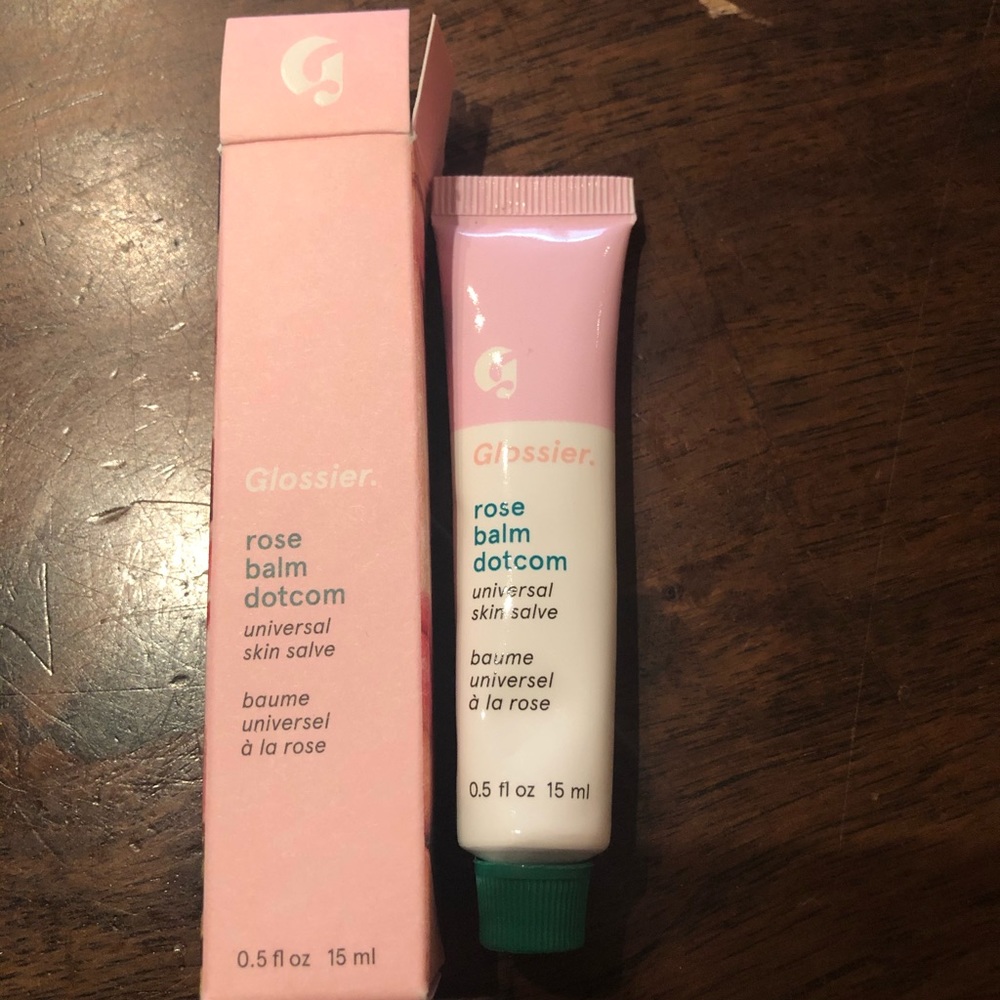 Glossier.
rose
balm
dotcom
universal
skin salve
baume
universel
à la rose
0.5 fl oz 15 ml
G
Glossier.
rose
balm
dotcom
universal
skin salve
baume
universel
à la rose
0.5 fl oz 15 ml